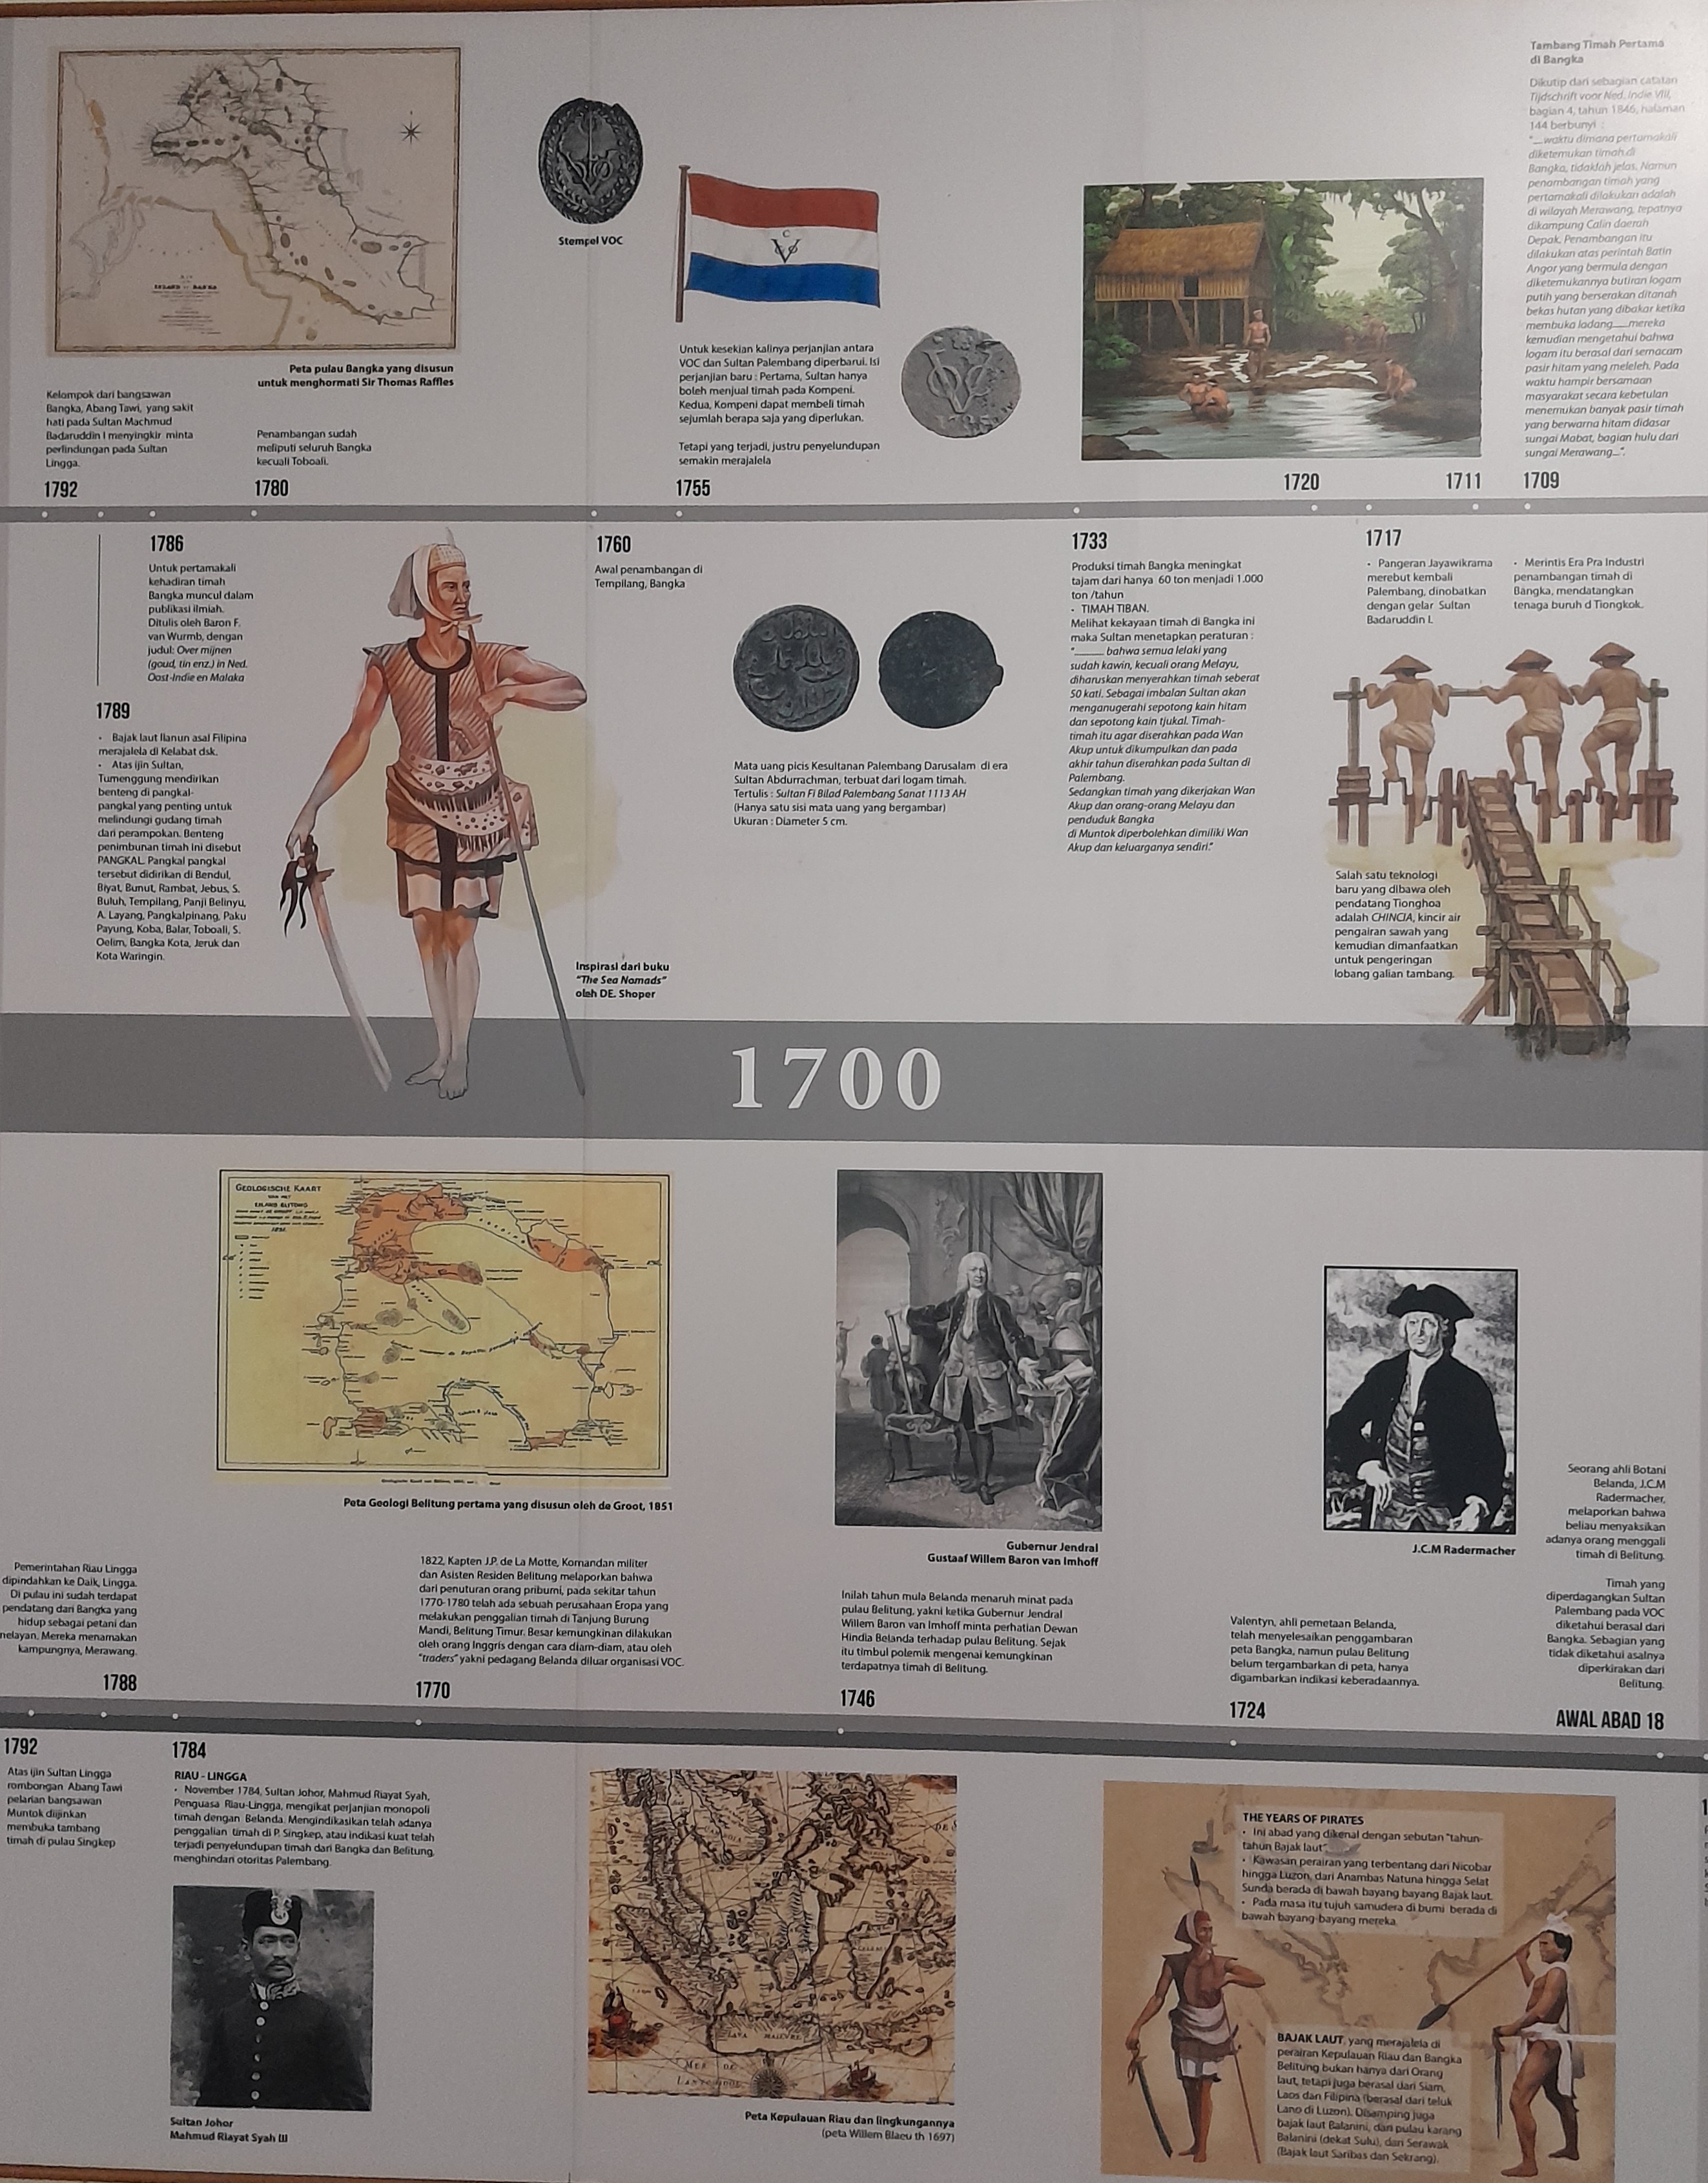 INLAND OF BANKA
Peta pulau Bangka yang disusun
untuk menghormati Sir Thomas Raffles
Kelompok dari bangsawan
Bangka, Abang Tawi, yang sakit
hati pada Sultan Machmud
Badaruddin I menyingkir minta
perlindungan pada Sultan
Lingga.
1792
Penambangan sudah
meliputi seluruh Bangka
kecuali Toboali.
1780
Stempel VOC
Untuk kesekian kalinya perjanjian antara
VOC dan Sultan Palembang diperbarui. Isi
perjanjian baru : Pertama, Sultan hanya
boleh menjual timah pada Kompeni.
Kedua, Kompeni dapat membeli timah
sejumlah berapa saja yang diperlukan.
Tetapi yang terjadi, justru penyelundupan
semakin merajalela
1755
1720
1711
Tambang Timah Pertama
di Bangka
Dikutip dari sebagian catatan
Tijdschrift voor Ned. Indie VIII,
bagian 4, tahun 1846, halaman
144 berbunyi :
"__waktu dimana pertamakali
diketemukan timah di
Bangka, tidaklah jelas. Namun
penambangan timah yang
pertamakali dilakukan adalah
di wilayah Merawang, tepatnya
dikampung Calin daerah
Depak. Penambangan itu
dilakukan atas perintah Batin
Angor yang bermula dengan
diketemukannya butiran logam
putih yang berserakan ditanah
bekas hutan yang dibakar ketika
membuka ladang___mereka
kemudian mengetahui bahwa
logam itu berasal dari semacam
pasir hitam yang meleleh. Pada
waktu hampir bersamaan
masyarakat secara kebetulan
menemukan banyak pasir timah
yang berwarna hitam didasar
sungai Mabat, bagian hulu dari
sungai Merawang__".
1709
1786
Untuk pertamakali
kehadiran timah
Bangka muncul dalam
publikasi ilmiah.
Ditulis oleh Baron F.
van Wurmb, dengan
judul: Over mijnen
(goud, tin enz.) in Ned.
Oost-Indie en Malaka
1789
• Bajak laut Ilanun asal Filipina
merajalela di Kelabat dsk.
• Atas ijin Sultan,
Tumenggung mendirikan
benteng di pangkal-
pangkal yang penting untuk
melindungi gudang timah
dari perampokan. Benteng
penimbunan timah ini disebut
PANGKAL. Pangkal pangkal
tersebut didirikan di Bendul,
Biyat, Bunut, Rambat, Jebus, S.
Buluh, Tempilang, Panji Belinyu,
A. Layang, Pangkalpinang, Paku
Payung, Koba, Balar, Toboali, S.
Oelim, Bangka Kota, Jeruk dan
Kota Waringin.
Inspirasi dari buku
"The Sea Nomads"
oleh DE. Shoper
1760
Awal penambangan di
Tempilang, Bangka
Mata uang picis Kesultanan Palembang Darusalam di era
Sultan Abdurrachman, terbuat dari logam timah.
Tertulis : Sultan Fi Bilad Palembang Sanat 1113 AH
(Hanya satu sisi mata uang yang bergambar)
Ukuran : Diameter 5 cm.
1733
Produksi timah Bangka meningkat
tajam dari hanya 60 ton menjadi 1.000
ton /tahun
• TIMAH TIBAN.
Melihat kekayaan timah di Bangka ini
maka Sultan menetapkan peraturan :
"_____ bahwa semua lelaki yang
sudah kawin, kecuali orang Melayu,
diharuskan menyerahkan timah seberat
50 kati. Sebagai imbalan Sultan akan
menganugerahi sepotong kain hitam
dan sepotong kain tjukal. Timah-
timah itu agar diserahkan pada Wan
Akup untuk dikumpulkan dan pada
akhir tahun diserahkan pada Sultan di
Palembang.
Sedangkan timah yang dikerjakan Wan
Akup dan orang-orang Melayu dan
penduduk Bangka
di Muntok diperbolehkan dimiliki Wan
Akup dan keluarganya sendiri."
1717
• Pangeran Jayawikrama
merebut kembali
Palembang, dinobatkan
dengan gelar Sultan
Badaruddin I.
• Merintis Era Pra Industri
penambangan timah di
Bangka, mendatangkan
tenaga buruh d Tiongkok.
Salah satu teknologi
baru yang dibawa oleh
pendatang Tionghoa
adalah CHINCIA, kincir air
pengairan sawah yang
kemudian dimanfaatkan
untuk pengeringan
lobang galian tambang.
1700
GEOLOGISCHE KAART
VAN HET
EILAND BLITONG
Peta Geologi Belitung pertama yang disusun oleh de Groot, 1851
Pemerintahan Riau Lingga
dipindahkan ke Daik, Lingga.
Di pulau ini sudah terdapat
pendatang dari Bangka yang
hidup sebagai petani dan
nelayan. Mereka menamakan
kampungnya, Merawang.
1788
1822, Kapten J.P. de La Motte, Komandan militer
dan Asisten Residen Belitung melaporkan bahwa
dari penuturan orang pribumi, pada sekitar tahun
1770-1780 telah ada sebuah perusahaan Eropa yang
melakukan penggalian timah di Tanjung Burung
Mandi, Belitung Timur. Besar kemungkinan dilakukan
oleh orang Inggris dengan cara diam-diam, atau oleh
"traders" yakni pedagang Belanda diluar organisasi VOC.
1770
Gubernur Jendral
Gustaaf Willem Baron van Imhoff
Inilah tahun mula Belanda menaruh minat pada
pulau Belitung, yakni ketika Gubernur Jendral
Willem Baron van Imhoff minta perhatian Dewan
Hindia Belanda terhadap pulau Belitung. Sejak
itu timbul polemik mengenai kemungkinan
terdapatnya timah di Belitung.
1746
J.C.M Radermacher
Valentyn, ahli pemetaan Belanda,
telah menyelesaikan penggambaran
peta Bangka, namun pulau Belitung
belum tergambarkan di peta, hanya
digambarkan indikasi keberadaannya.
1724
Seorang ahli Botani
Belanda, J.C.M
Radermacher,
melaporkan bahwa
beliau menyaksikan
adanya orang menggali
timah di Belitung.
Timah yang
diperdagangkan Sultan
Palembang pada VOC
diketahui berasal dari
Bangka. Sebagian yang
tidak diketahui asalnya
diperkirakan dari
Belitung.
AWAL ABAD 18
1792
Atas ijin Sultan Lingga
rombongan Abang Tawi
pelarian bangsawan
Muntok diijinkan
membuka tambang
timah di pulau Singkep
1784
RIAU - LINGGA
• November 1784, Sultan Johor, Mahmud Riayat Syah,
Penguasa Riau-Lingga, mengikat perjanjian monopoli
timah dengan Belanda. Mengindikasikan telah adanya
penggalian timah di P. Singkep, atau indikasi kuat telah
terjadi penyelundupan timah dari Bangka dan Belitung,
menghindari otoritas Palembang.
Sultan Johor
Mahmud Riayat Syah III
Peta Kepulauan Riau dan lingkungannya
(peta Willem Blaeu th 1697)
THE YEARS OF PIRATES
• Ini abad yang dikenal dengan sebutan "tahun-
tahun Bajak laut"
• Kawasan perairan yang terbentang dari Nicobar
hingga Luzon, dari Anambas Natuna hingga Selat
Sunda berada di bawah bayang bayang Bajak laut.
• Pada masa itu tujuh samudera di bumi berada di
bawah bayang-bayang mereka.
BAJAK LAUT, yang merajalela di
perairan Kepulauan Riau dan Bangka
Belitung bukan hanya dari Orang
laut, tetapi juga berasal dari Siam,
Laos dan Filipina (berasal dari teluk
Lano di Luzon). Disamping juga
bajak laut Balanini, dari pulau karang
Balanini (dekat Sulu), dari Serawak
(Bajak laut Saribas dan Sekrang).